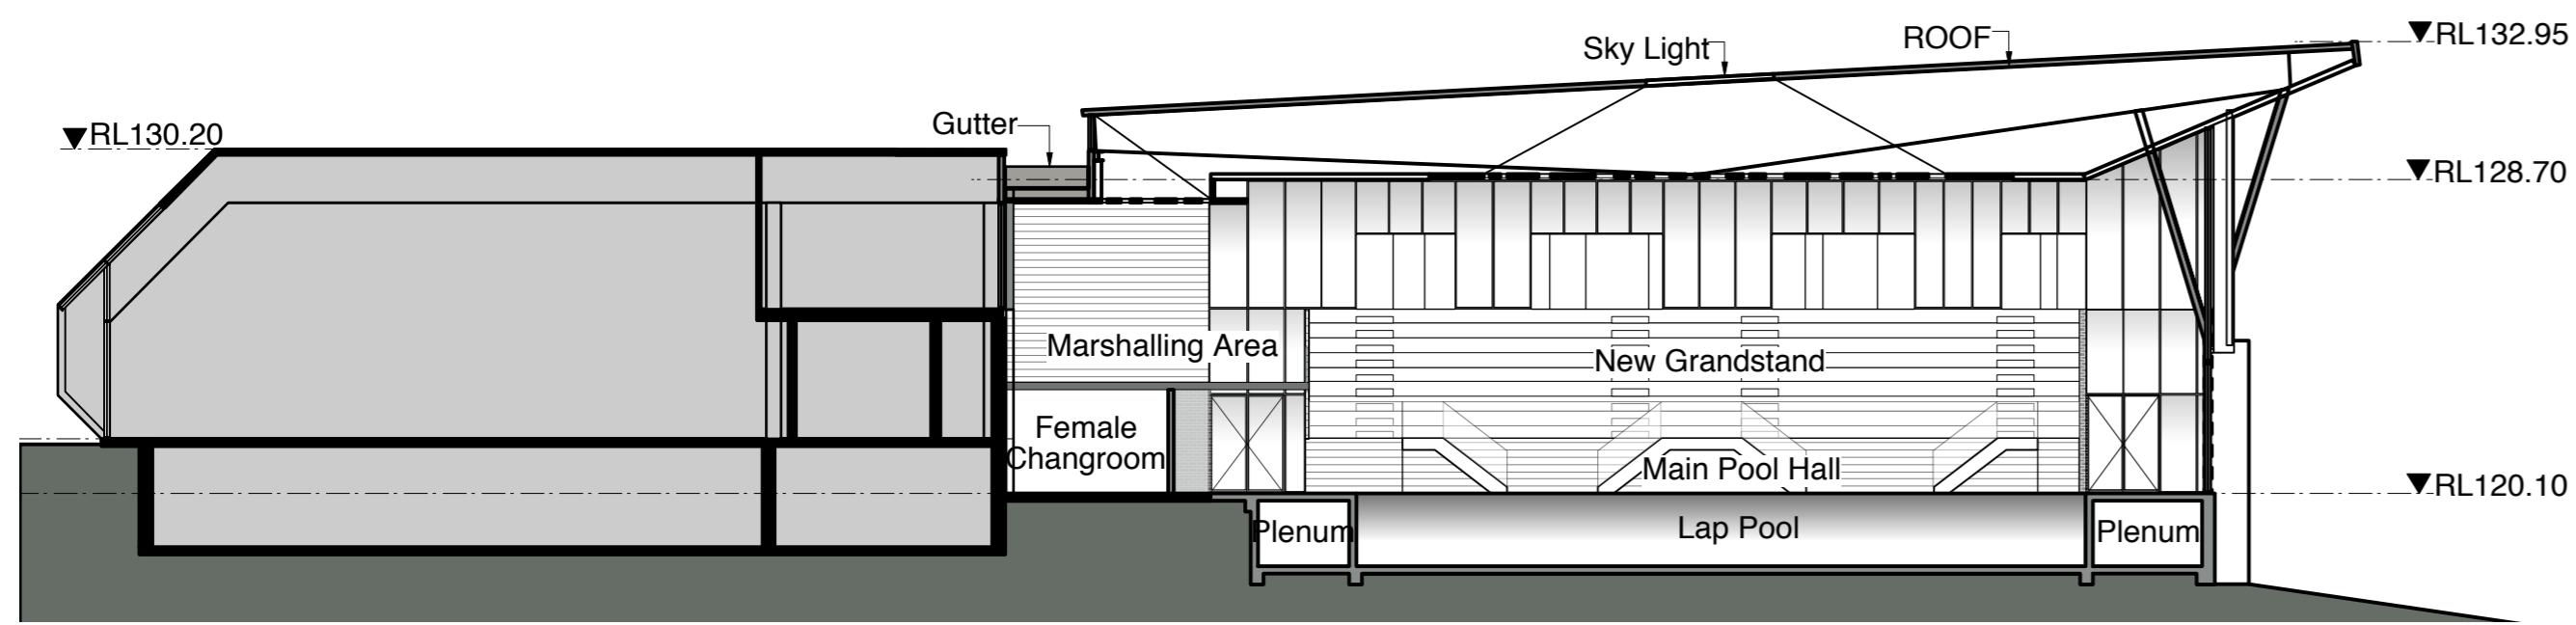 RL132.95
ROOF
Sky Light
Gutter
RL130.20
RL128.70
Marshalling Area
New Grandstand
Female
Changroom
Main Pool Hall
RL120.10
Plenum
Lap Pool
Plenum